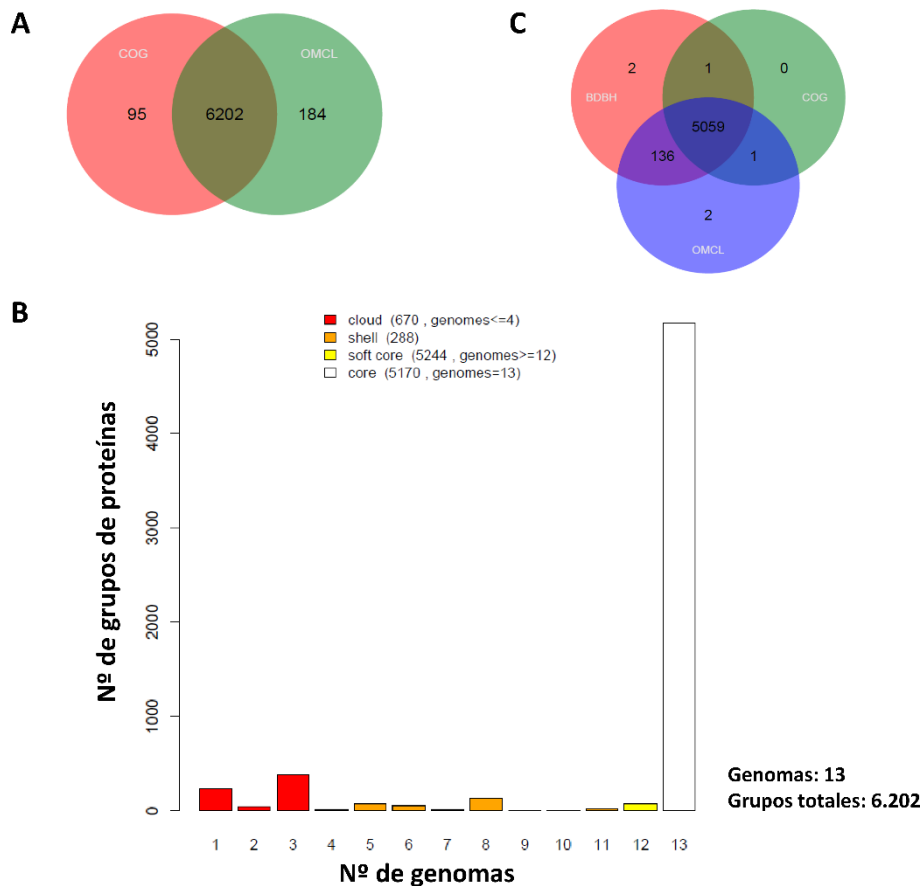 A
COG
OMCL
95
6202
184
C
2
1
0
BDBH
COG
5059
136
1
2
OMCL
B
cloud (670 , genomes<=4)
shell (288)
soft core (5244 , genomes>=12)
core (5170 , genomes=13)
Nº de grupos de proteínas
5000
4000
3000
2000
1000
0
1 2 3 4 5 6 7 8 9 10 11 12 13
Nº de genomas
Genomas: 13
Grupos totales: 6.202